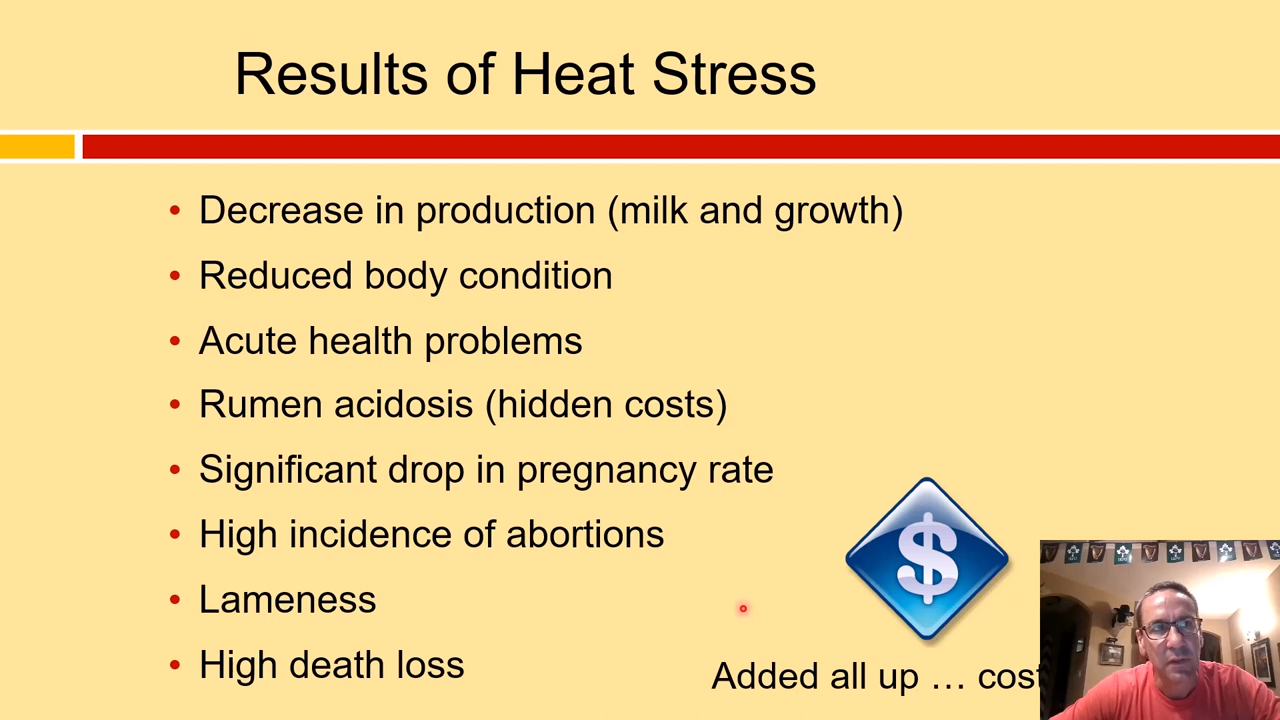 Results of Heat Stress
• Decrease in production (milk and growth)
• Reduced body condition
• Acute health problems
• Rumen acidosis (hidden costs)
• Significant drop in pregnancy rate
• High incidence of abortions
• Lameness
• High death loss
$
Added all up … cost